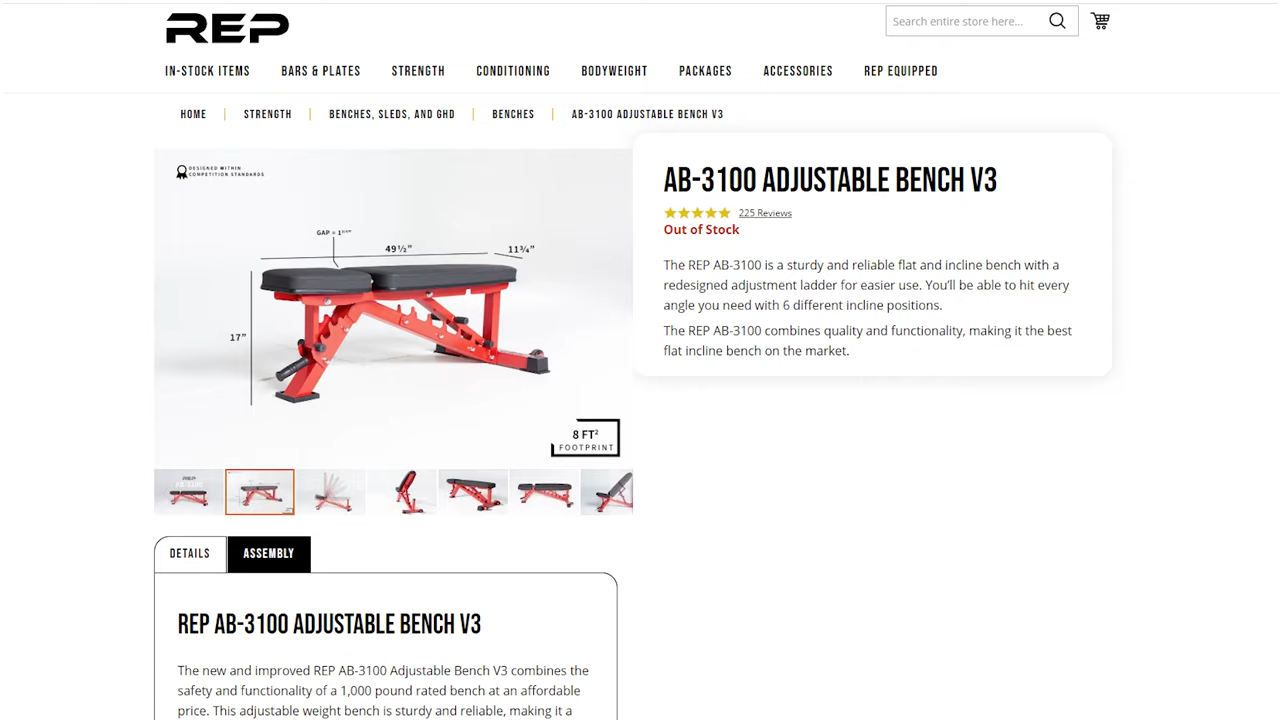 REP
Search entire store here...
IN-STOCK ITEMS
BARS & PLATES
STRENGTH
CONDITIONING
BODYWEIGHT
PACKAGES
ACCESSORIES
REP EQUIPPED
HOME
STRENGTH
BENCHES, SLEDS, AND GHD
BENCHES
AB-3100 ADJUSTABLE BENCH V3
DESIGNED WITHIN
COMPETITION STANDARDS
49½”
11¾”
17”
8 FT²
FOOTPRINT
AB-3100 ADJUSTABLE BENCH V3
225 Reviews
Out of Stock
The REP AB-3100 is a sturdy and reliable flat and incline bench with a
redesigned adjustment ladder for easier use. You’ll be able to hit every
angle you need with 6 different incline positions.
The REP AB-3100 combines quality and functionality, making it the best
flat incline bench on the market.
DETAILS
ASSEMBLY
REP AB-3100 ADJUSTABLE BENCH V3
The new and improved REP AB-3100 Adjustable Bench V3 combines the
safety and functionality of a 1,000 pound rated bench at an affordable
price. This adjustable weight bench is sturdy and reliable, making it a